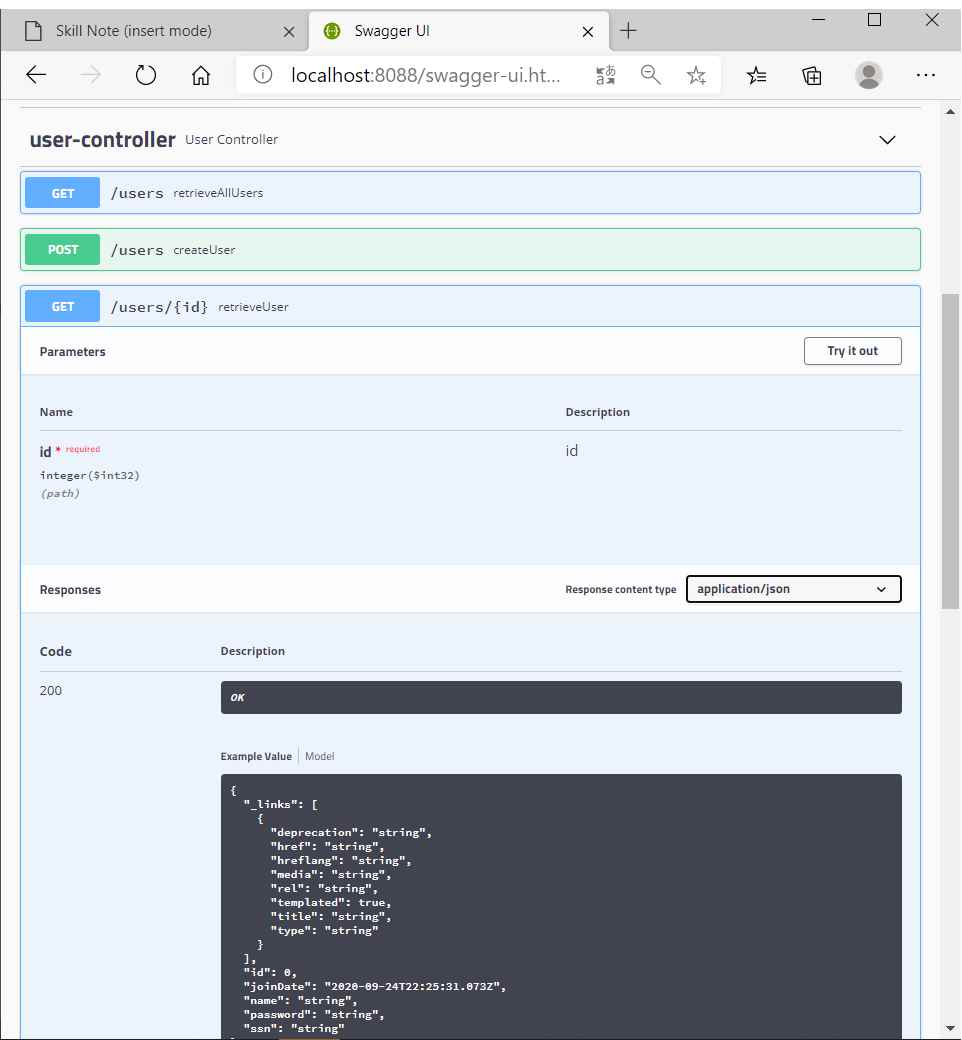 Skill Note (insert mode)
Swagger UI
localhost:8088/swagger-ui.ht...
user-controller User Controller
GET /users retrieveAllUsers
POST /users createUser
GET /users/{id} retrieveUser
Parameters Try it out
Name Description
id * required id
integer($int32)
(path)
Responses Response content type application/json
Code Description
200 OK
Example Value Model
{
"_links": [
{
"deprecation": "string",
"href": "string",
"hreflang": "string",
"media": "string",
"rel": "string",
"templated": true,
"title": "string",
"type": "string"
}
],
"id": 0,
"joinDate": "2020-09-24T22:25:31.073Z",
"name": "string",
"password": "string",
"ssn": "string"